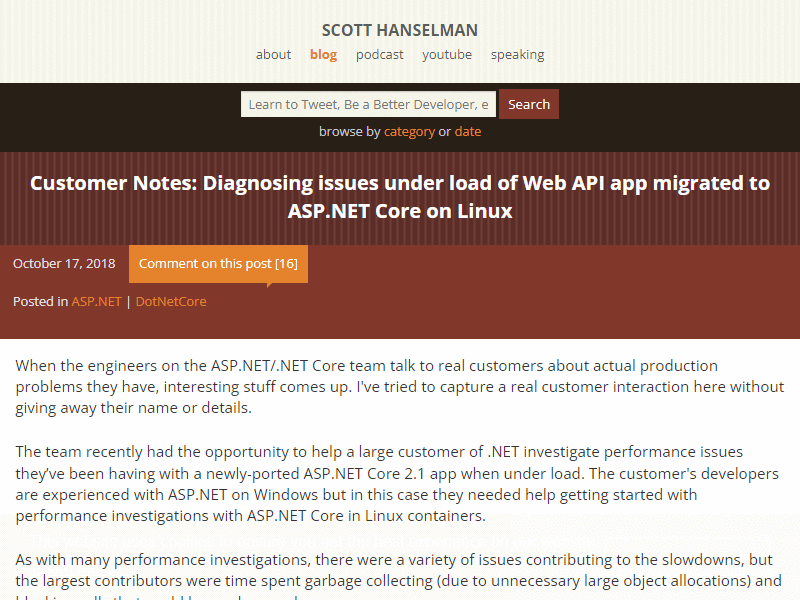 SCOTT HANSELMAN
about blog podcast youtube speaking
Learn to Tweet, Be a Better Developer, e Search
browse by category or date
Customer Notes: Diagnosing issues under load of Web API app migrated to
ASP.NET Core on Linux
October 17, 2018 Comment on this post [16]
Posted in ASP.NET | DotNetCore
When the engineers on the ASP.NET/.NET Core team talk to real customers about actual production
problems they have, interesting stuff comes up. I've tried to capture a real customer interaction here without
giving away their name or details.
The team recently had the opportunity to help a large customer of .NET investigate performance issues
they’ve been having with a newly-ported ASP.NET Core 2.1 app when under load. The customer's developers
are experienced with ASP.NET on Windows but in this case they needed help getting started with
performance investigations with ASP.NET Core in Linux containers.
As with many performance investigations, there were a variety of issues contributing to the slowdowns, but
the largest contributors were time spent garbage collecting (due to unnecessary large object allocations) and